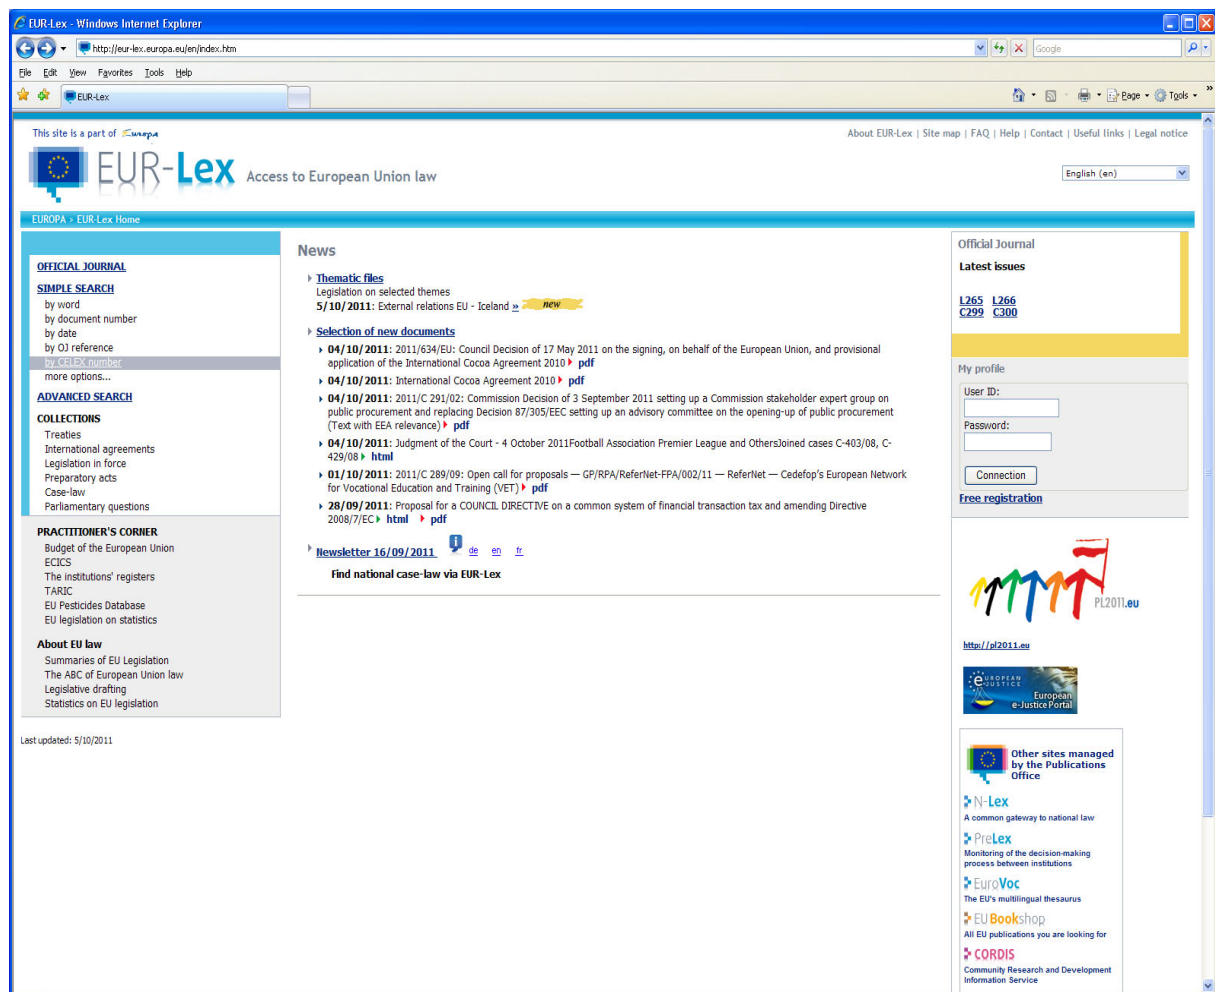 EUR-Lex - Windows Internet Explorer
http://eur-lex.europa.eu/en/index.htm
Google
File Edit View Favorites Tools Help
EUR-Lex
Page Tools
This site is a part of Europa
About EUR-Lex | Site map | FAQ | Help | Contact | Useful links | Legal notice
EUR-Lex Access to European Union law
English (en)
EUROPA > EUR-Lex Home
OFFICIAL JOURNAL
SIMPLE SEARCH
by word
by document number
by date
by OJ reference
by CELEX number
more options...
ADVANCED SEARCH
COLLECTIONS
Treaties
International agreements
Legislation in force
Preparatory acts
Case-law
Parliamentary questions
PRACTITIONER'S CORNER
Budget of the European Union
ECICS
The institutions' registers
TARIC
EU Pesticides Database
EU legislation on statistics
About EU law
Summaries of EU Legislation
The ABC of European Union law
Legislative drafting
Statistics on EU legislation
Last updated: 5/10/2011
News
Thematic files
Legislation on selected themes
5/10/2011: External relations EU - Iceland » new
Selection of new documents
04/10/2011: 2011/634/EU: Council Decision of 17 May 2011 on the signing, on behalf of the European Union, and provisional
application of the International Cocoa Agreement 2010 pdf
04/10/2011: International Cocoa Agreement 2010 pdf
04/10/2011: 2011/C 291/02: Commission Decision of 3 September 2011 setting up a Commission stakeholder expert group on
public procurement and replacing Decision 87/305/EEC setting up an advisory committee on the opening-up of public procurement
(Text with EEA relevance) pdf
04/10/2011: Judgment of the Court - 4 October 2011Football Association Premier League and OthersJoined cases C-403/08, C-
429/08 html
01/10/2011: 2011/C 289/09: Open call for proposals — GP/RPA/ReferNet-FPA/002/11 — ReferNet — Cedefop's European Network
for Vocational Education and Training (VET) pdf
28/09/2011: Proposal for a COUNCIL DIRECTIVE on a common system of financial transaction tax and amending Directive
2008/7/EC html pdf
Newsletter 16/09/2011 de en fr
Find national case-law via EUR-Lex
Official Journal
Latest issues
L265 L266
C299 C300
My profile
User ID:
Password:
Connection
Free registration
PL2011.eu
http://pl2011.eu
EUROPEAN
JUSTICE
European
e-Justice Portal
Other sites managed
by the Publications
Office
N-Lex
A common gateway to national law
PreLex
Monitoring of the decision-making
process between institutions
EuroVoc
The EU's multilingual thesaurus
EU Bookshop
All EU publications you are looking for
CORDIS
Community Research and Development
Information Service